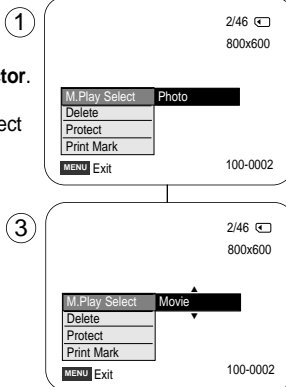 1
2/46
800x600
tor.
M.Play Select Photo
ect
Delete
Protect
Print Mark
MENU Exit 100-0002
3
2/46
800x600
M.Play Select Movie
Delete
Protect
Print Mark
MENU Exit 100-0002